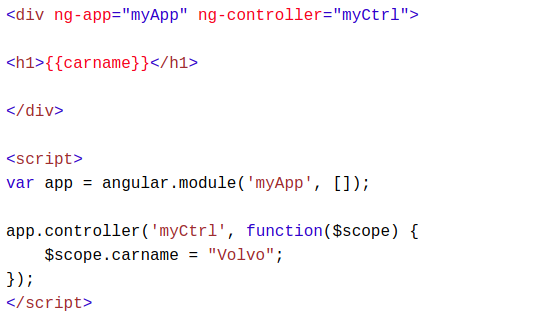 <div ng-app="myApp" ng-controller="myCtrl">
<h1>{{carname}}</h1>
</div>
<script>
var app = angular.module('myApp', []);
app.controller('myCtrl', function($scope) {
    $scope.carname = "Volvo";
});
</script>